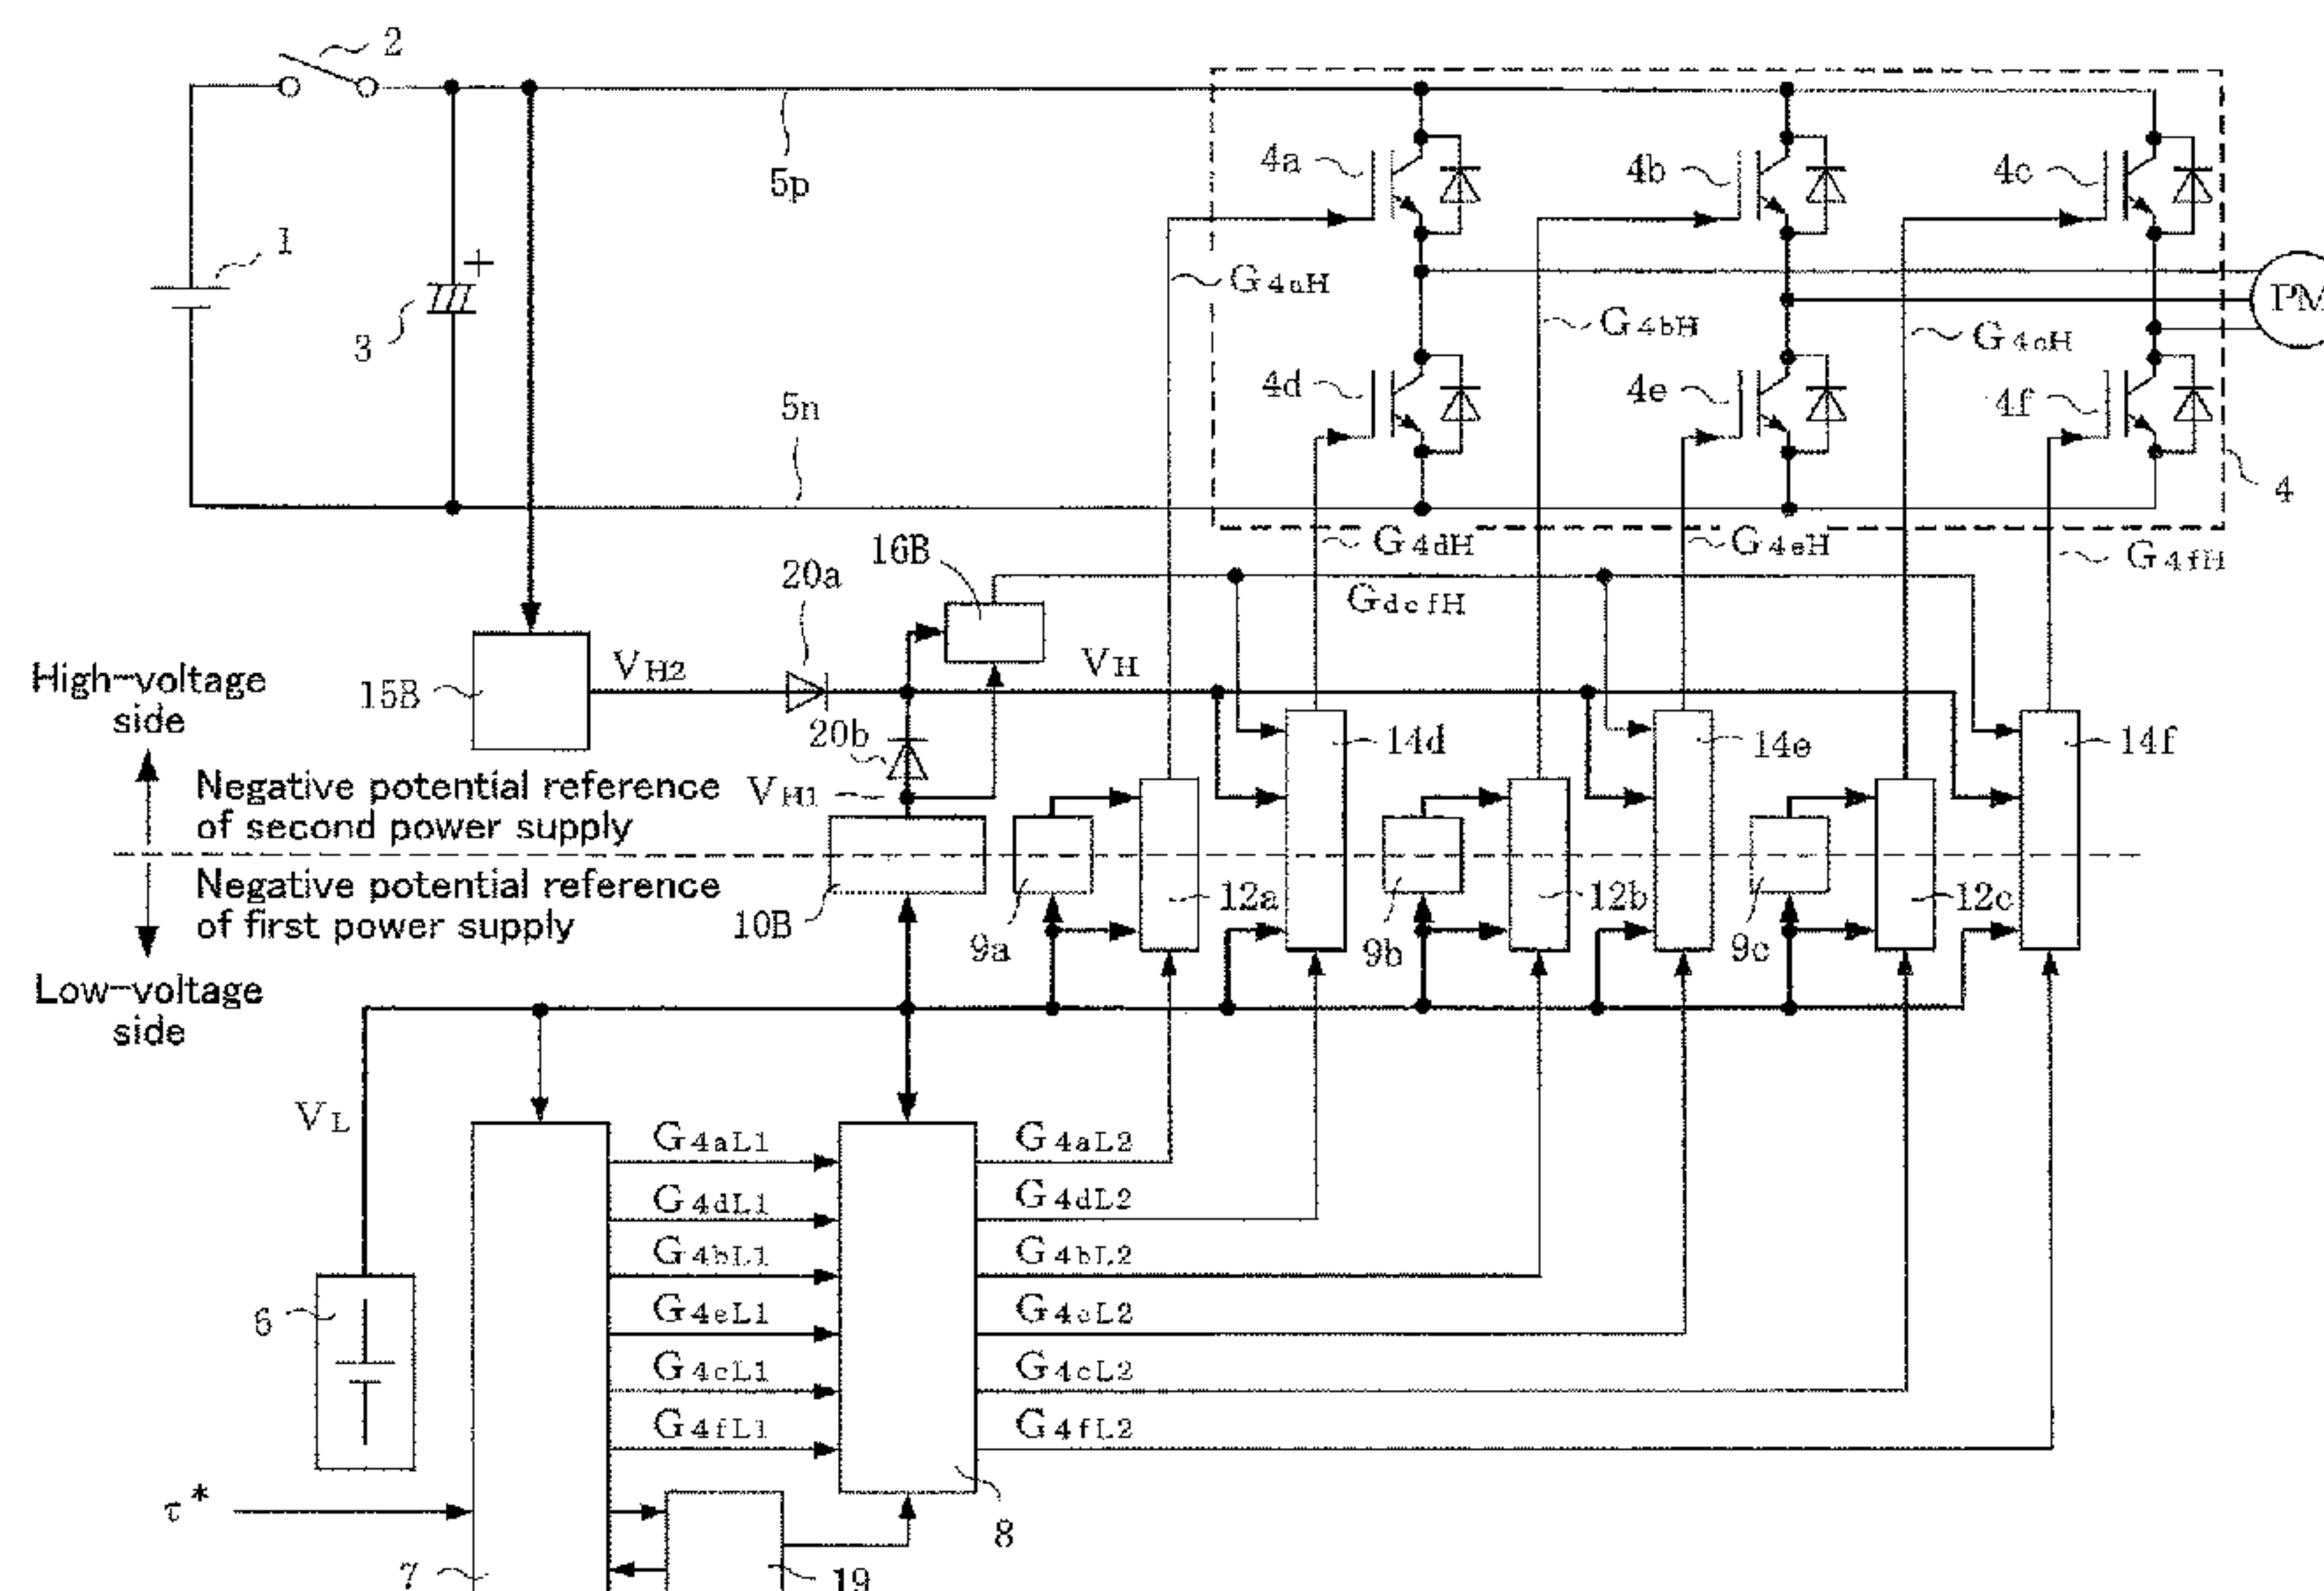 2
5p
1
+
3
4a
4b
4c
G4aH
G4bH
G4cH
PM
4d
4e
4f
5n
4
G4dH
G4eH
G4fH
16B
20a
GdefH
High-voltage
side
15B
VH2
VH
20b
14d
14e
14f
Negative potential reference
of second power supply
VH1
Negative potential reference
of first power supply
10B
9a
12a
9b
12b
9c
12c
Low-voltage
side
VL
G4aL1
G4aL2
G4dL1
G4dL2
G4bL1
G4bL2
G4eL1
G4eL2
G4cL1
G4cL2
G4fL1
G4fL2
6
τ*
8
7
19